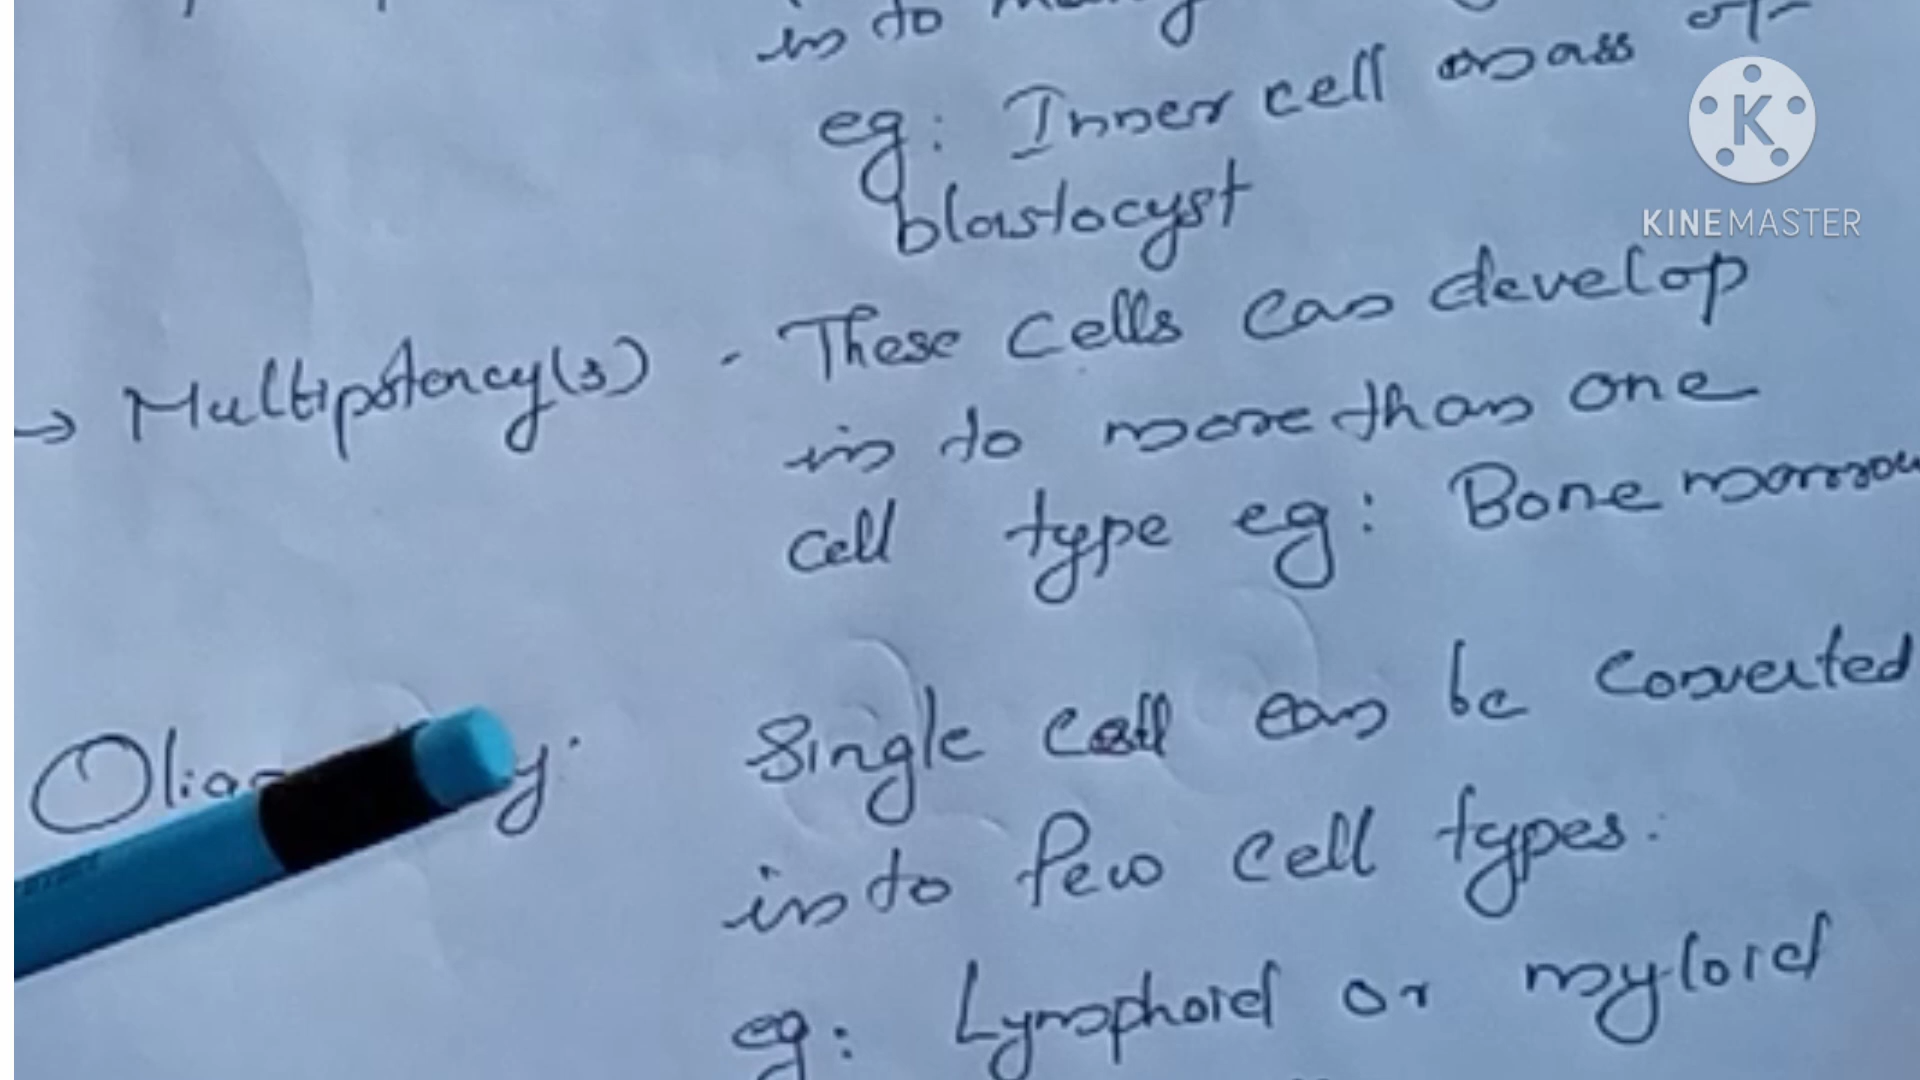 in to many
eg: Inner cell mass of
blastocyst
→ Multipotency(s) - These cells can develop
in to more than one
cell type eg: Bone marrow
Single cell can be converted
in to few cell types.
eg: Lymphoid or myloid
KINEMASTER